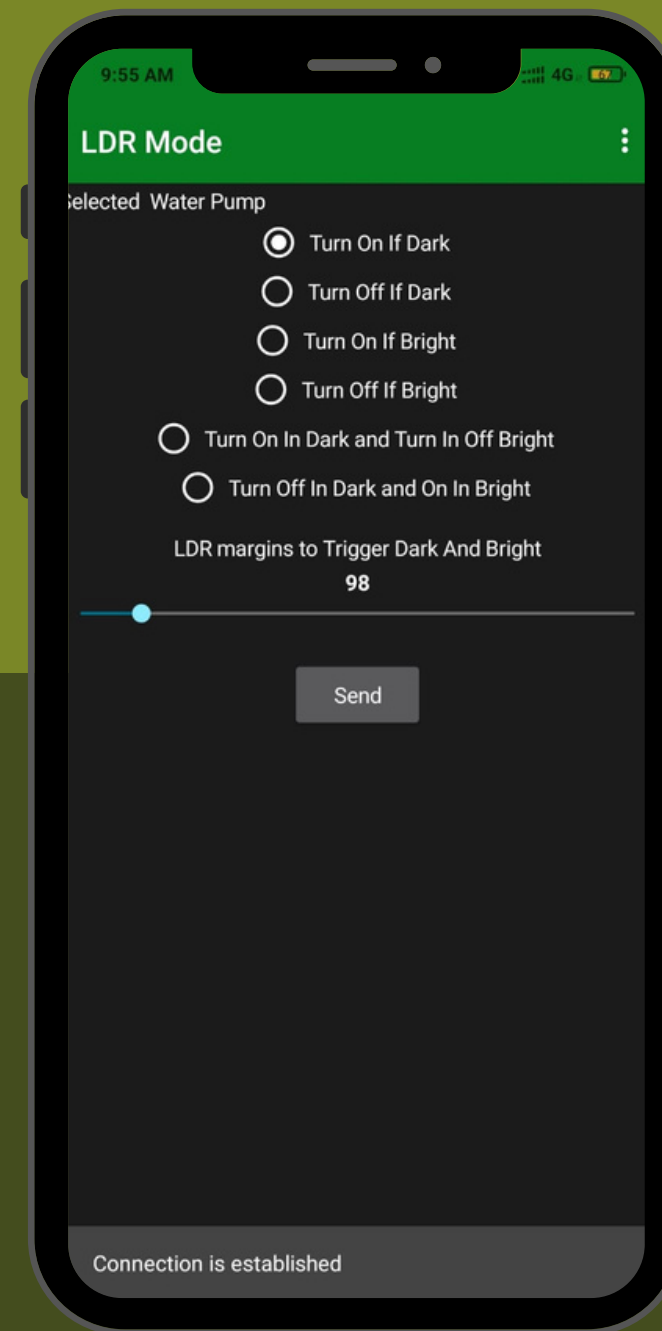 9:55 AM 4G 67
LDR Mode
Selected Water Pump
Turn On If Dark
Turn Off If Dark
Turn On If Bright
Turn Off If Bright
Turn On In Dark and Turn In Off Bright
Turn Off In Dark and On In Bright
LDR margins to Trigger Dark And Bright
98
Send
Connection is established